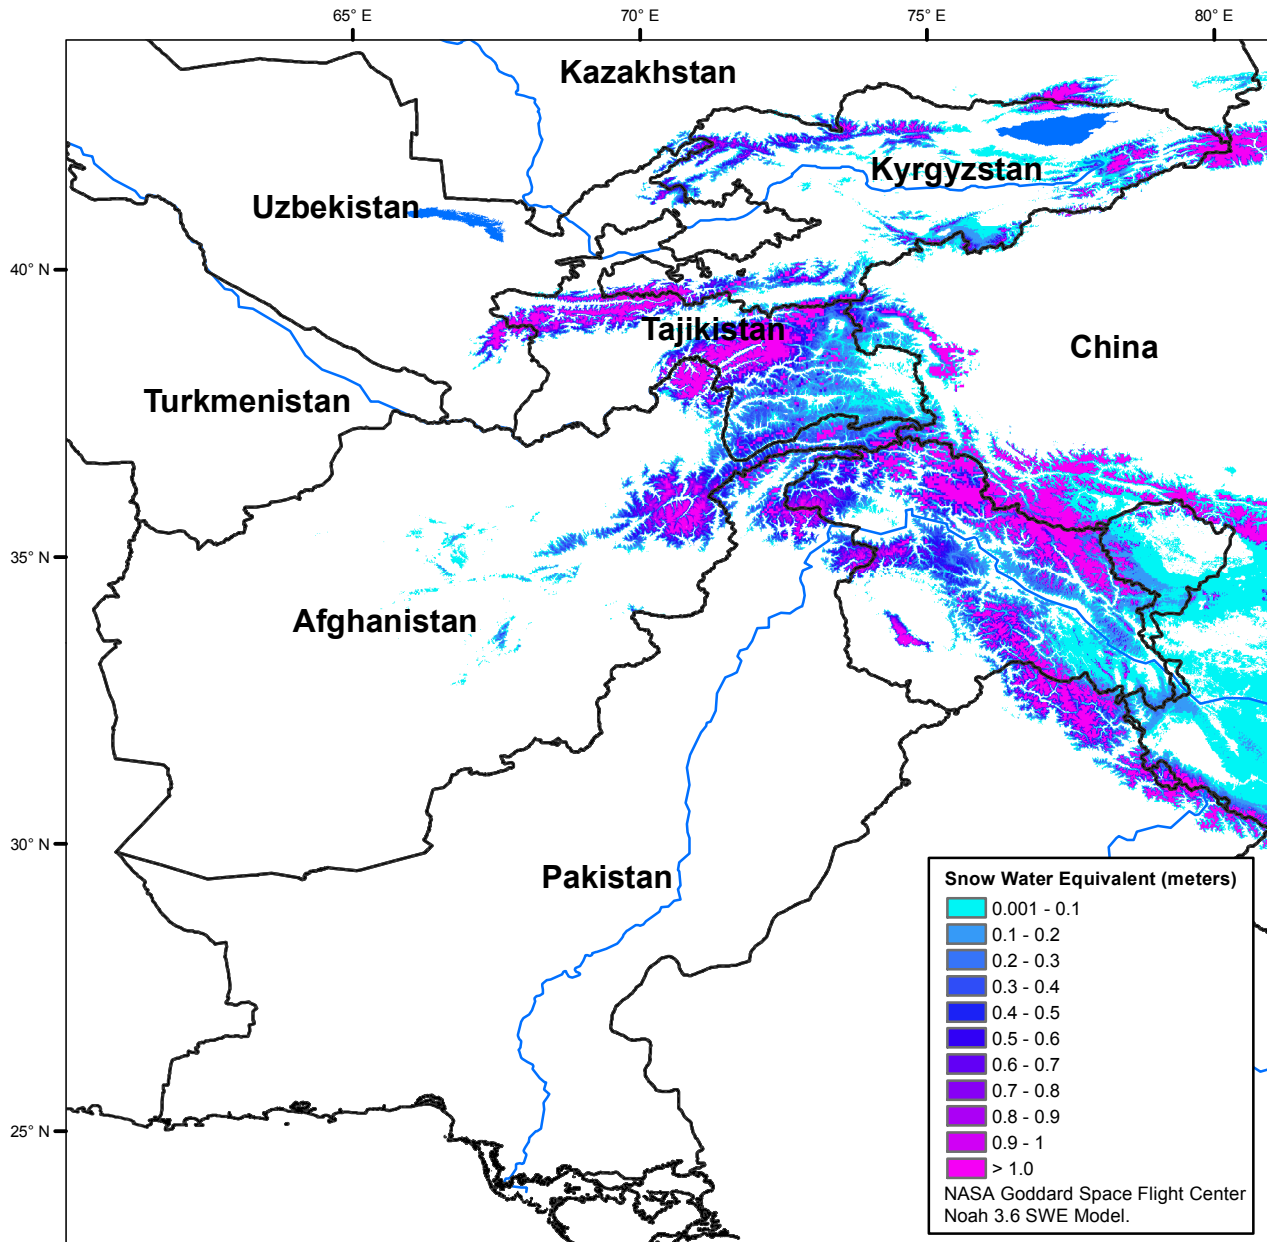 65° E
70° E
75° E
80° E
Kazakhstan
Kyrgyzstan
Uzbekistan
40° N
Tajikistan
China
Turkmenistan
35° N
Afghanistan
30° N
Pakistan
25° N
Snow Water Equivalent (meters)
0.001 - 0.1
0.1 - 0.2
0.2 - 0.3
0.3 - 0.4
0.4 - 0.5
0.5 - 0.6
0.6 - 0.7
0.7 - 0.8
0.8 - 0.9
0.9 - 1
> 1.0
NASA Goddard Space Flight Center
Noah 3.6 SWE Model.